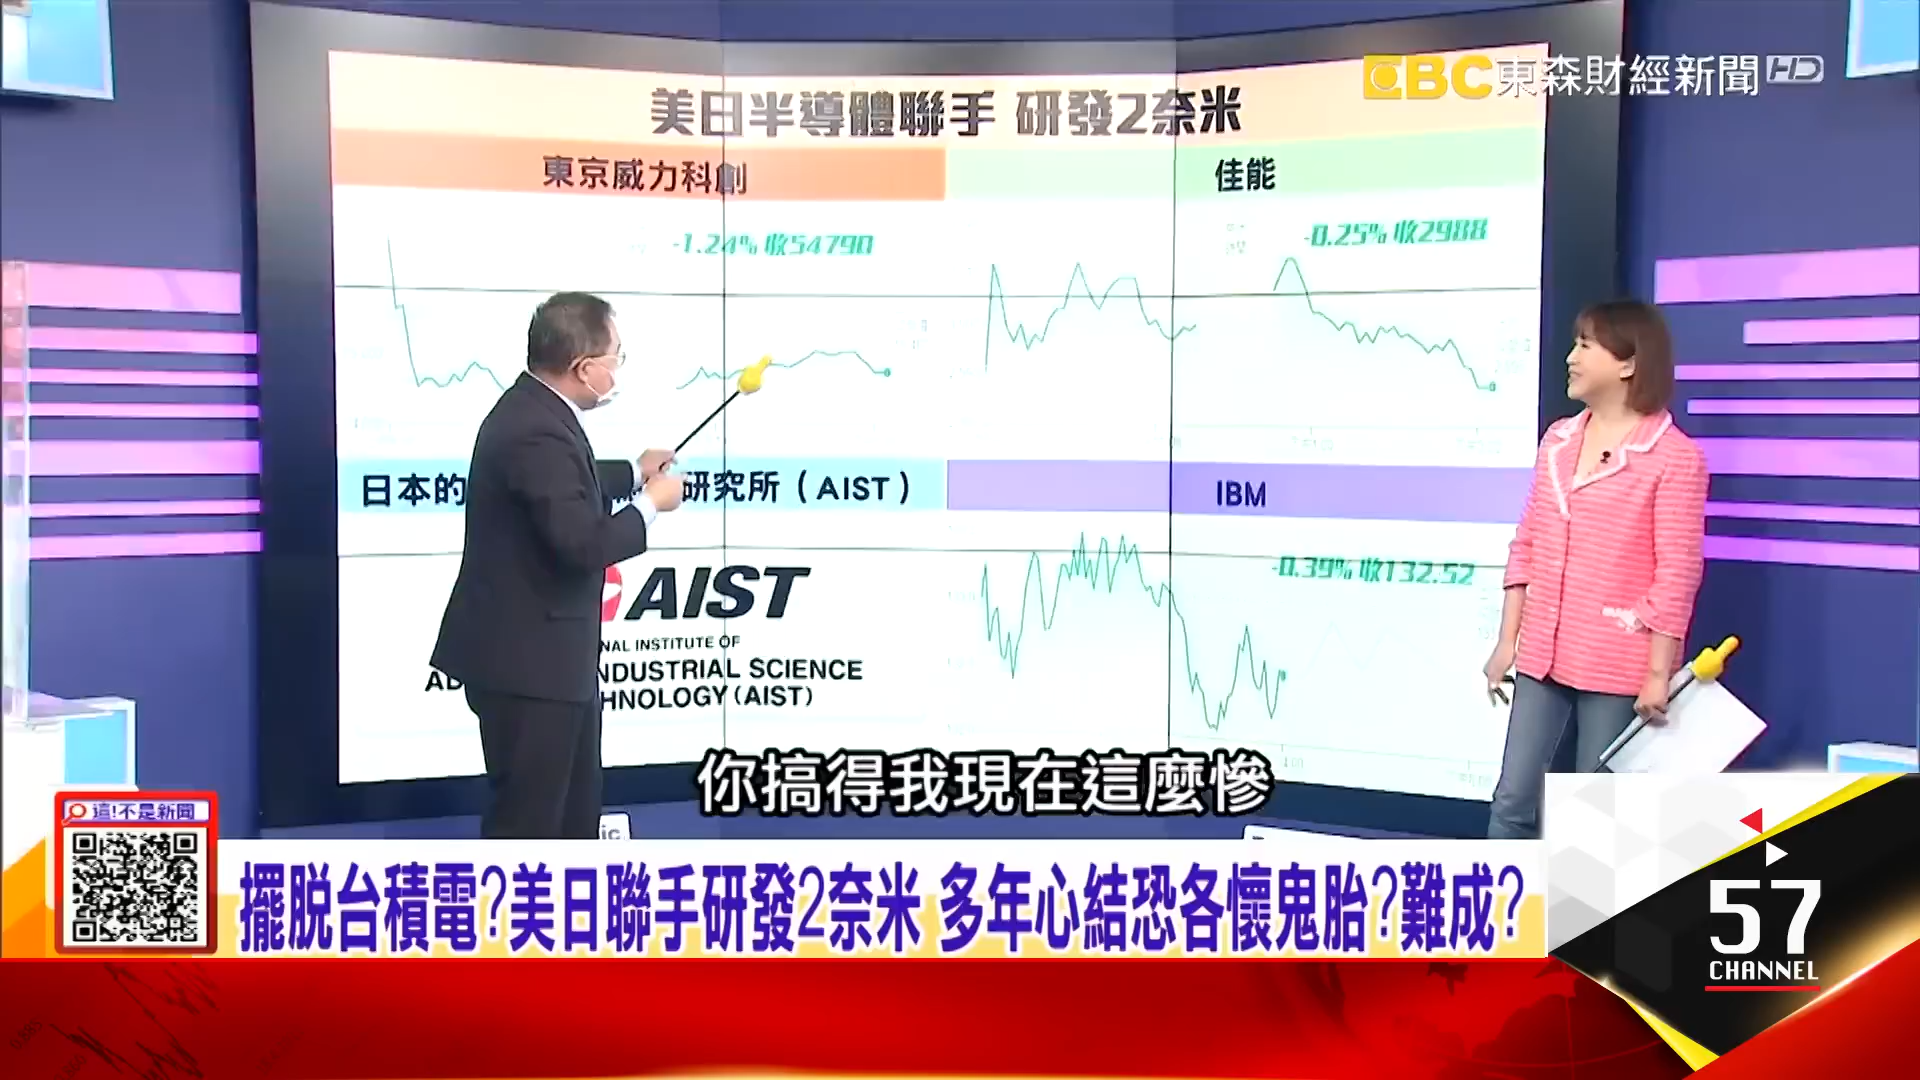 EBC東森財經新聞HD
美日半導體聯手 研發2奈米
東京威力科創
佳能
-1.24% 收54790
-0.25% 收2988
日本的
研究所（AIST）
IBM
-0.39% 收132.52
AIST
NAL INSTITUTE OF
AD
NDUSTRIAL SCIENCE
HNOLOGY (AIST)
你搞得我現在這麼慘
這!不是新聞
擺脫台積電?美日聯手研發2奈米 多年心結恐各懷鬼胎?難成?
57
CHANNEL